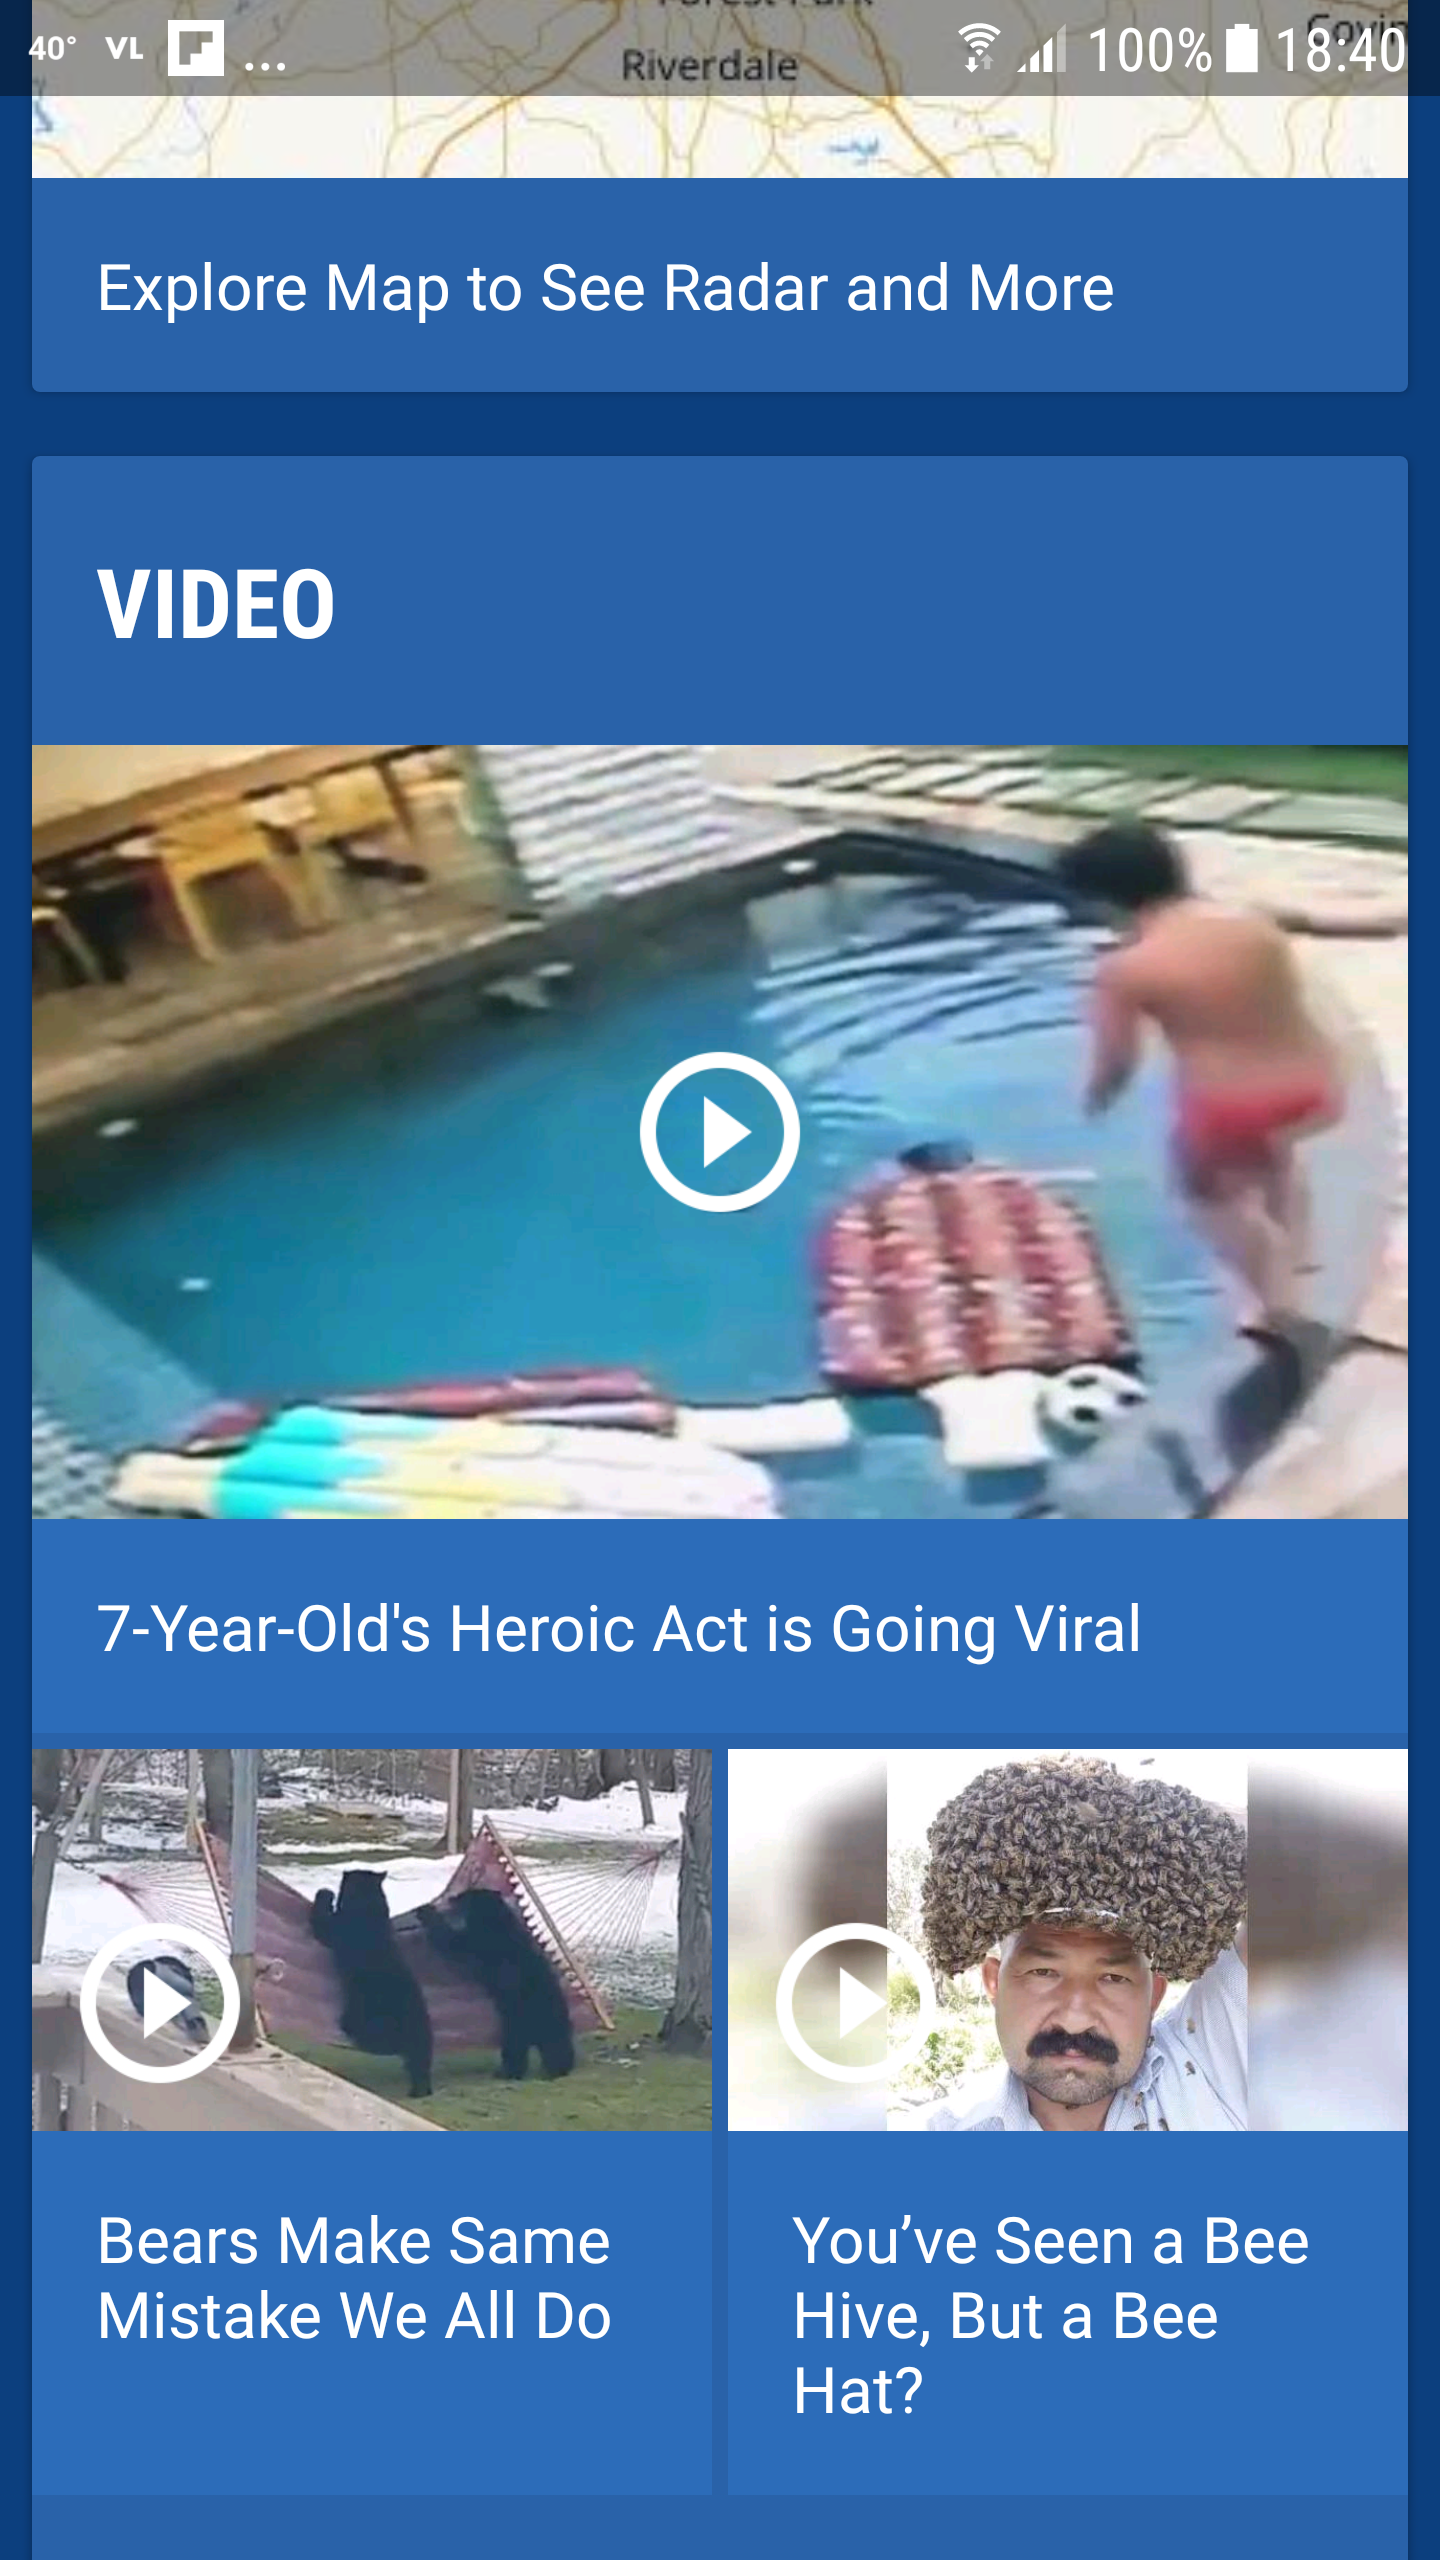 40° VL ... 100% 18:40
Riverdale
Explore Map to See Radar and More
VIDEO
7-Year-Old's Heroic Act is Going Viral
Bears Make Same
Mistake We All Do
You’ve Seen a Bee
Hive, But a Bee
Hat?